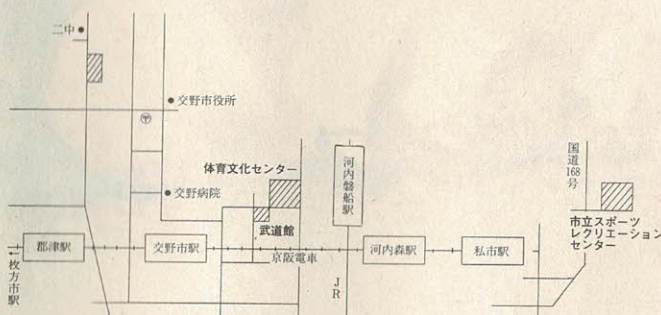 二中
交野市役所
〒
体育文化センター
交野病院
武道館
河内磐船駅
国道168号
市立スポーツ
レクリエーション
センター
郡津駅
交野市駅
京阪電車
河内森駅
私市駅
←枚方市駅
JR